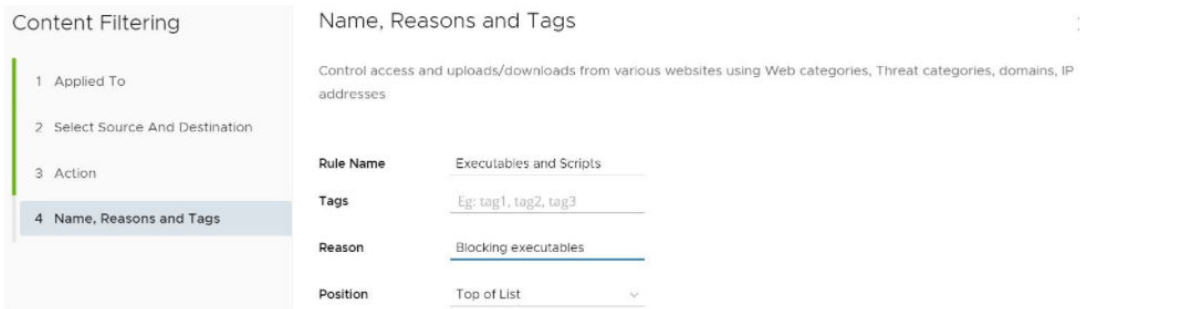 Content Filtering
1 Applied To
2 Select Source And Destination
3 Action
4 Name, Reasons and Tags
Name, Reasons and Tags
Control access and uploads/downloads from various websites using Web categories, Threat categories, domains, IP
addresses
Rule Name Executables and Scripts
Tags Eg: tag1, tag2, tag3
Reason Blocking executables
Position Top of List